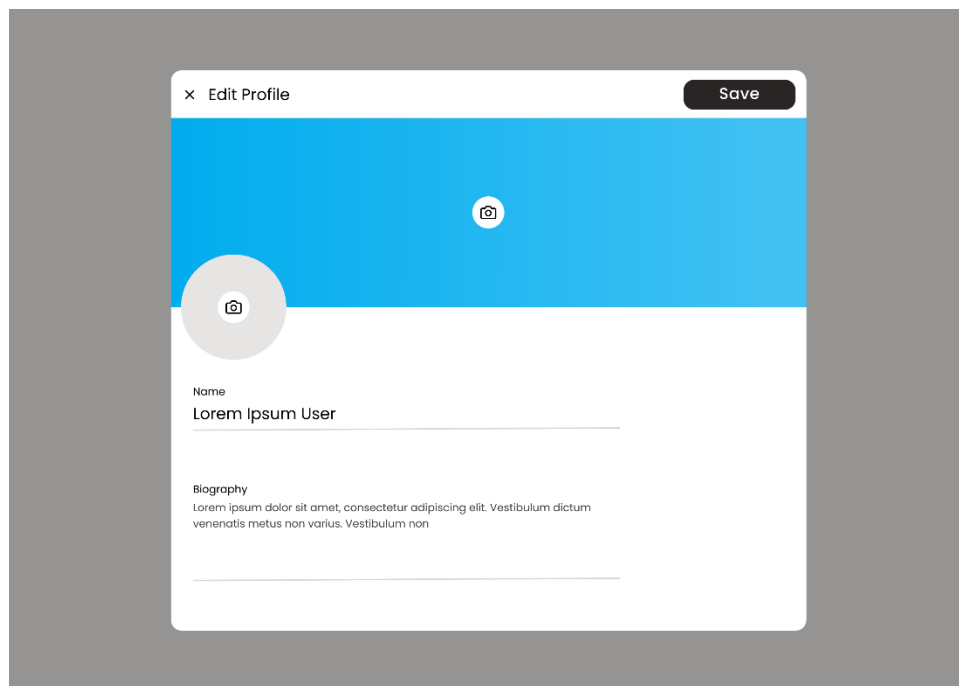 Edit Profile
Save
Name
Lorem Ipsum User
Biography
Lorem ipsum dolor sit amet, consectetur adipiscing elit. Vestibulum dictum
venenatis metus non varius. Vestibulum non